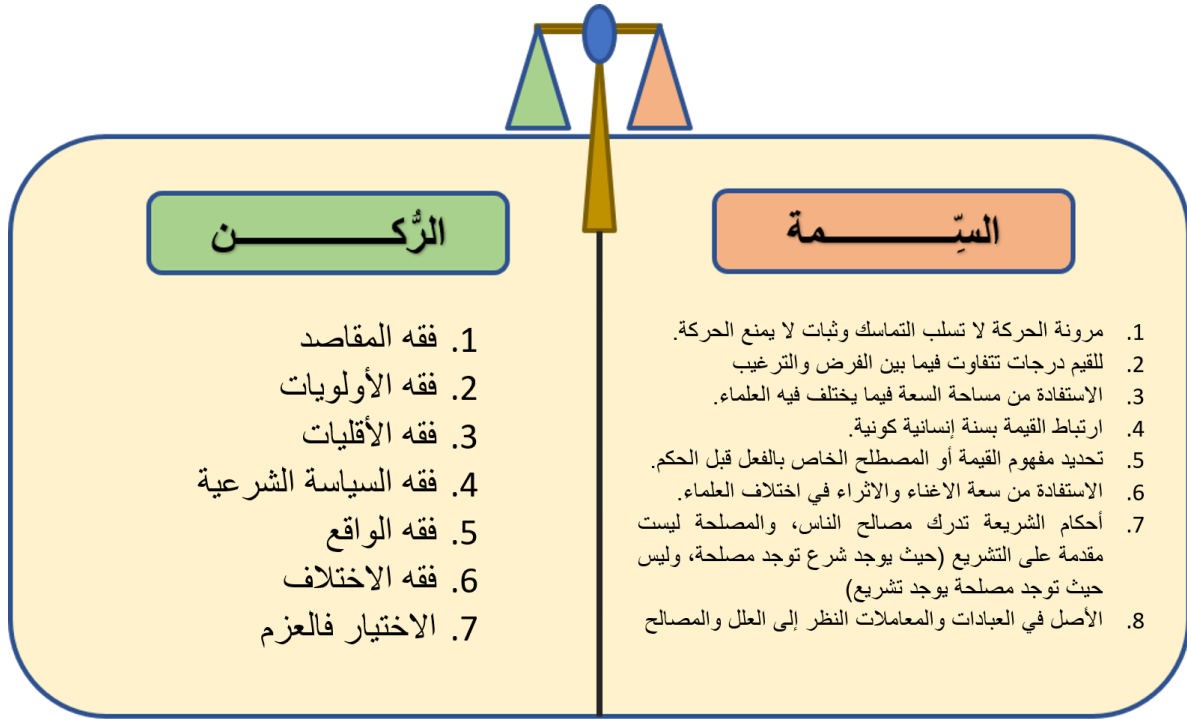 السِّمة
1. مرونة الحركة لا تسلب التماسك وثبات لا يمنع الحركة.
2. للقيم درجات تتفاوت فيما بين الفرض والترغيب
3. الاستفادة من مساحة السعة فيما يختلف فيه العلماء.
4. ارتباط القيمة بسنة إنسانية كونية.
5. تحديد مفهوم القيمة أو المصطلح الخاص بالفعل قبل الحكم.
6. الاستفادة من سعة الاغناء والاثراء في اختلاف العلماء.
7. أحكام الشريعة تدرك مصالح الناس، والمصلحة ليست
مقدمة على التشريع (حيث يوجد شرع توجد مصلحة، وليس
حيث توجد مصلحة يوجد تشريع)
8. الأصل في العبادات والمعاملات النظر إلى العلل والمصالح
الرُّكــــــــن
1. فقه المقاصد
2. فقه الأولويات
3. فقه الأقليات
4. فقه السياسة الشرعية
5. فقه الواقع
6. فقه الاختلاف
7. الاختيار فالعزم